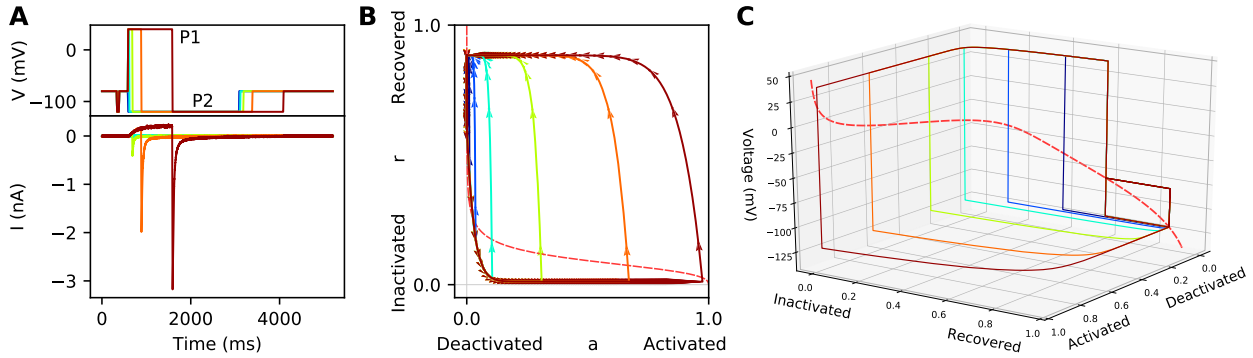 A
V (mV)
0
−100
P1
P2
I (nA)
0
−1
−2
−3
0
2000
4000
Time (ms)
B
1.0
0.0
Recovered
r
Inactivated
0.0
1.0
Deactivated a Activated
C
50
25
0
−25
−50
−75
−100
−125
Voltage (mV)
0.0
0.2
0.4
0.6
0.8
1.0
Inactivated
Recovered
1.0
0.8
0.6
0.4
0.2
0.0
Activated
Deactivated